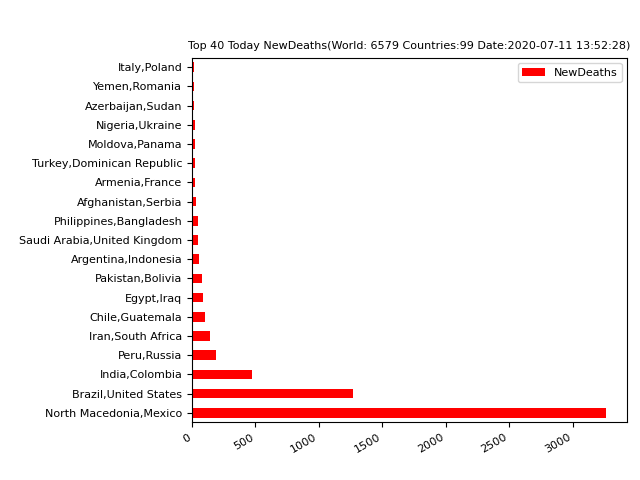 Top 40 Today NewDeaths(World: 6579 Countries:99 Date:2020-07-11 13:52:28)
NewDeaths
Italy,Poland
Yemen,Romania
Azerbaijan,Sudan
Nigeria,Ukraine
Moldova,Panama
Turkey,Dominican Republic
Armenia,France
Afghanistan,Serbia
Philippines,Bangladesh
Saudi Arabia,United Kingdom
Argentina,Indonesia
Pakistan,Bolivia
Egypt,Iraq
Chile,Guatemala
Iran,South Africa
Peru,Russia
India,Colombia
Brazil,United States
North Macedonia,Mexico
0 500 1000 1500 2000 2500 3000